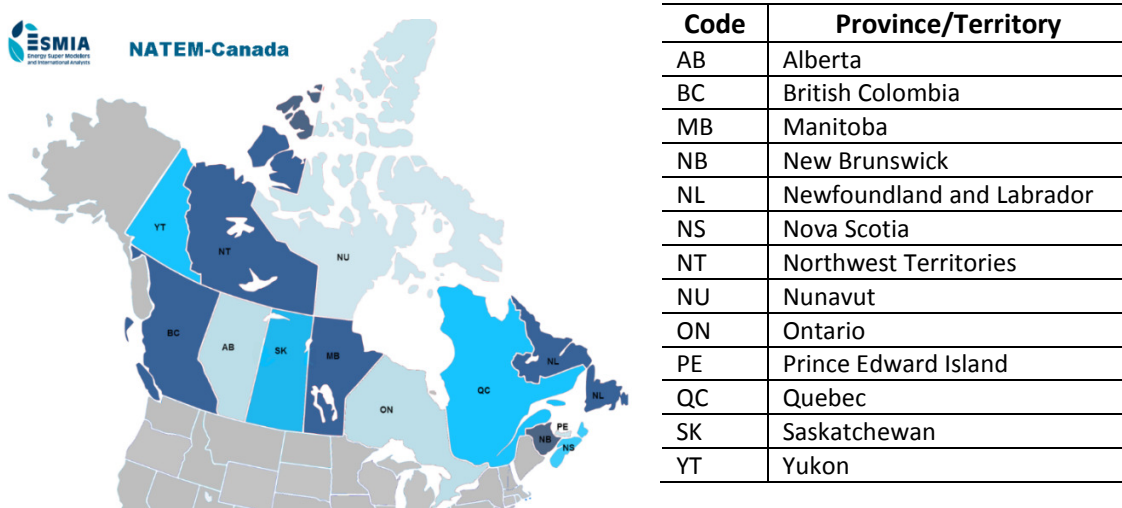 ESMIA
Energy Super Modelers
and International Analysts
NATEM-Canada
YT
NT
NU
BC
AB
SK
MB
ON
QC
NL
NL
PE
NB
NS
Code Province/Territory
AB Alberta
BC British Colombia
MB Manitoba
NB New Brunswick
NL Newfoundland and Labrador
NS Nova Scotia
NT Northwest Territories
NU Nunavut
ON Ontario
PE Prince Edward Island
QC Quebec
SK Saskatchewan
YT Yukon